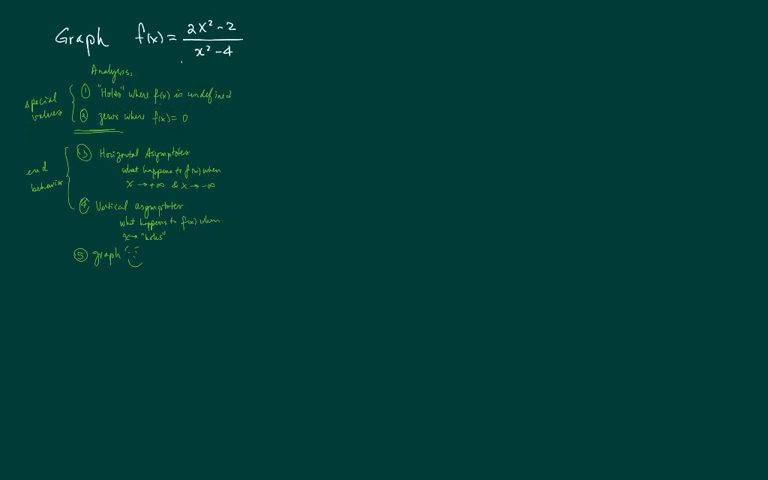 Graph f(x) = 2x² - 2 / x² - 4
Analysis:
special values
① "Holes" where f(x) is undefined
② zeros where f(x) = 0
end behavior
③ Horizontal Asymptotes
what happens to f(x) when
x → +∞ & x → -∞
④ Vertical asymptotes
what happens to f(x) when
x → "holes"
⑤ graph